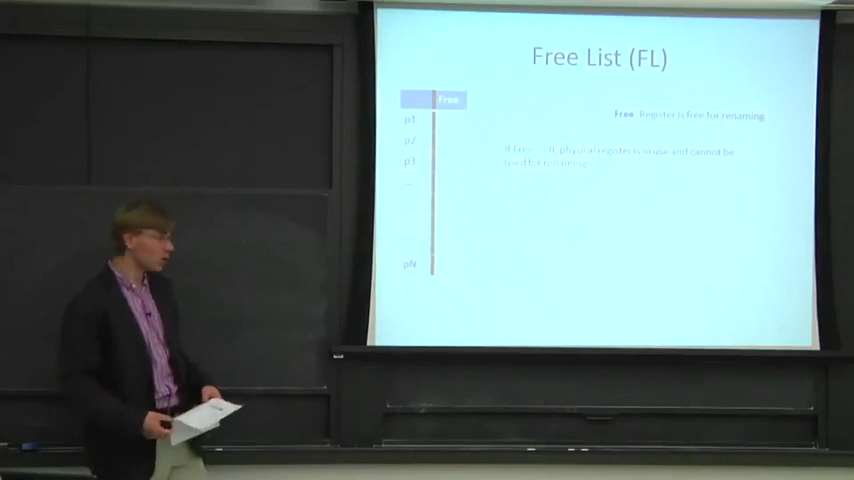 Free List (FL)
Free
Free: Register is free for renaming
p1
p2
If Free == 0, physical register is in use and cannot be
used for renaming
p3
…
pN